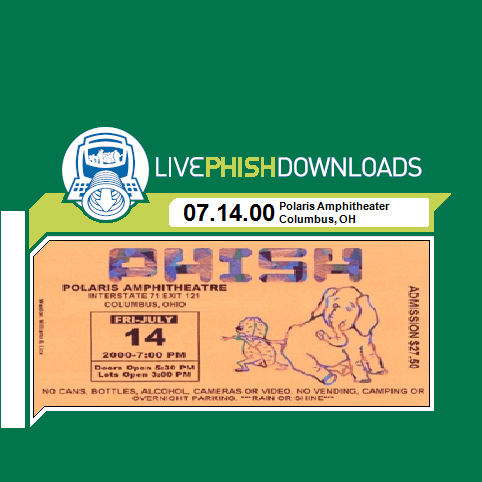 LIVEPHISHDOWNLOADS
07.14.00
Polaris Amphitheater
Columbus, OH
PHISH
POLARIS AMPHITHEATRE
INTERSTATE 71 EXIT 121
COLUMBUS, OHIO
FRI-JULY
14
2000-7:00 PM
Doors Open 5:30 PM
Lots Open 3:00 PM
ADMISSION $27.50
NO CANS, BOTTLES, ALCOHOL, CAMERAS OR VIDEO. NO VENDING, CAMPING OR
OVERNIGHT PARKING. ***RAIN OR SHINE***